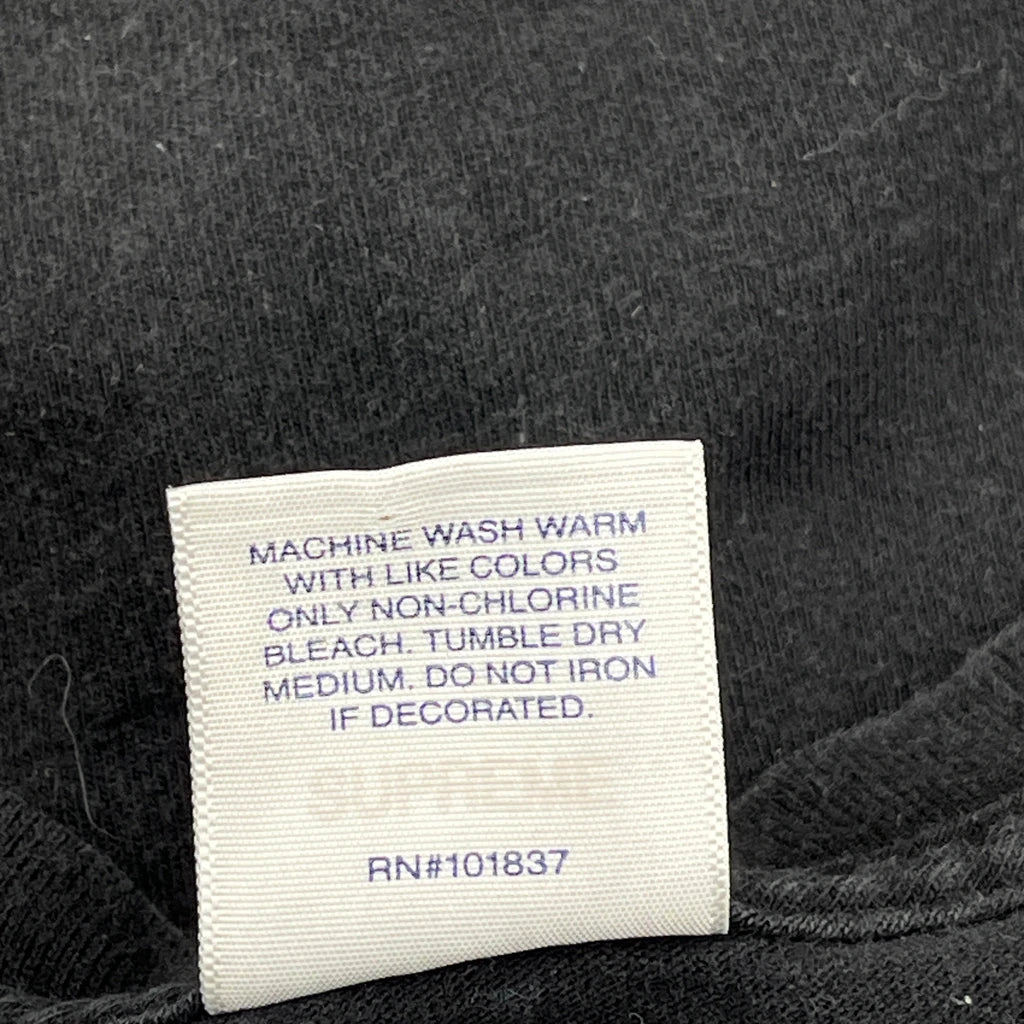 MACHINE WASH WARM
WITH LIKE COLORS
ONLY NON-CHLORINE
BLEACH. TUMBLE DRY
MEDIUM. DO NOT IRON
IF DECORATED.
RN#101837